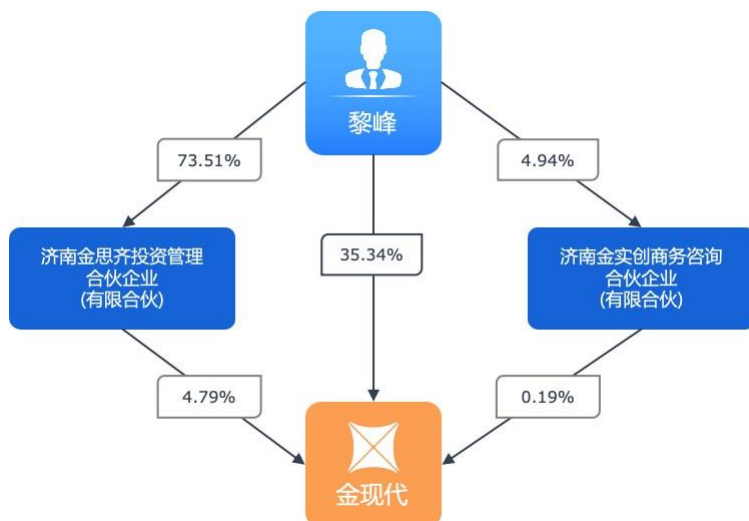 黎峰
73.51%
4.94%
济南金思齐投资管理
合伙企业
(有限合伙)
35.34%
济南金实创商务咨询
合伙企业
(有限合伙)
4.79%
0.19%
金现代